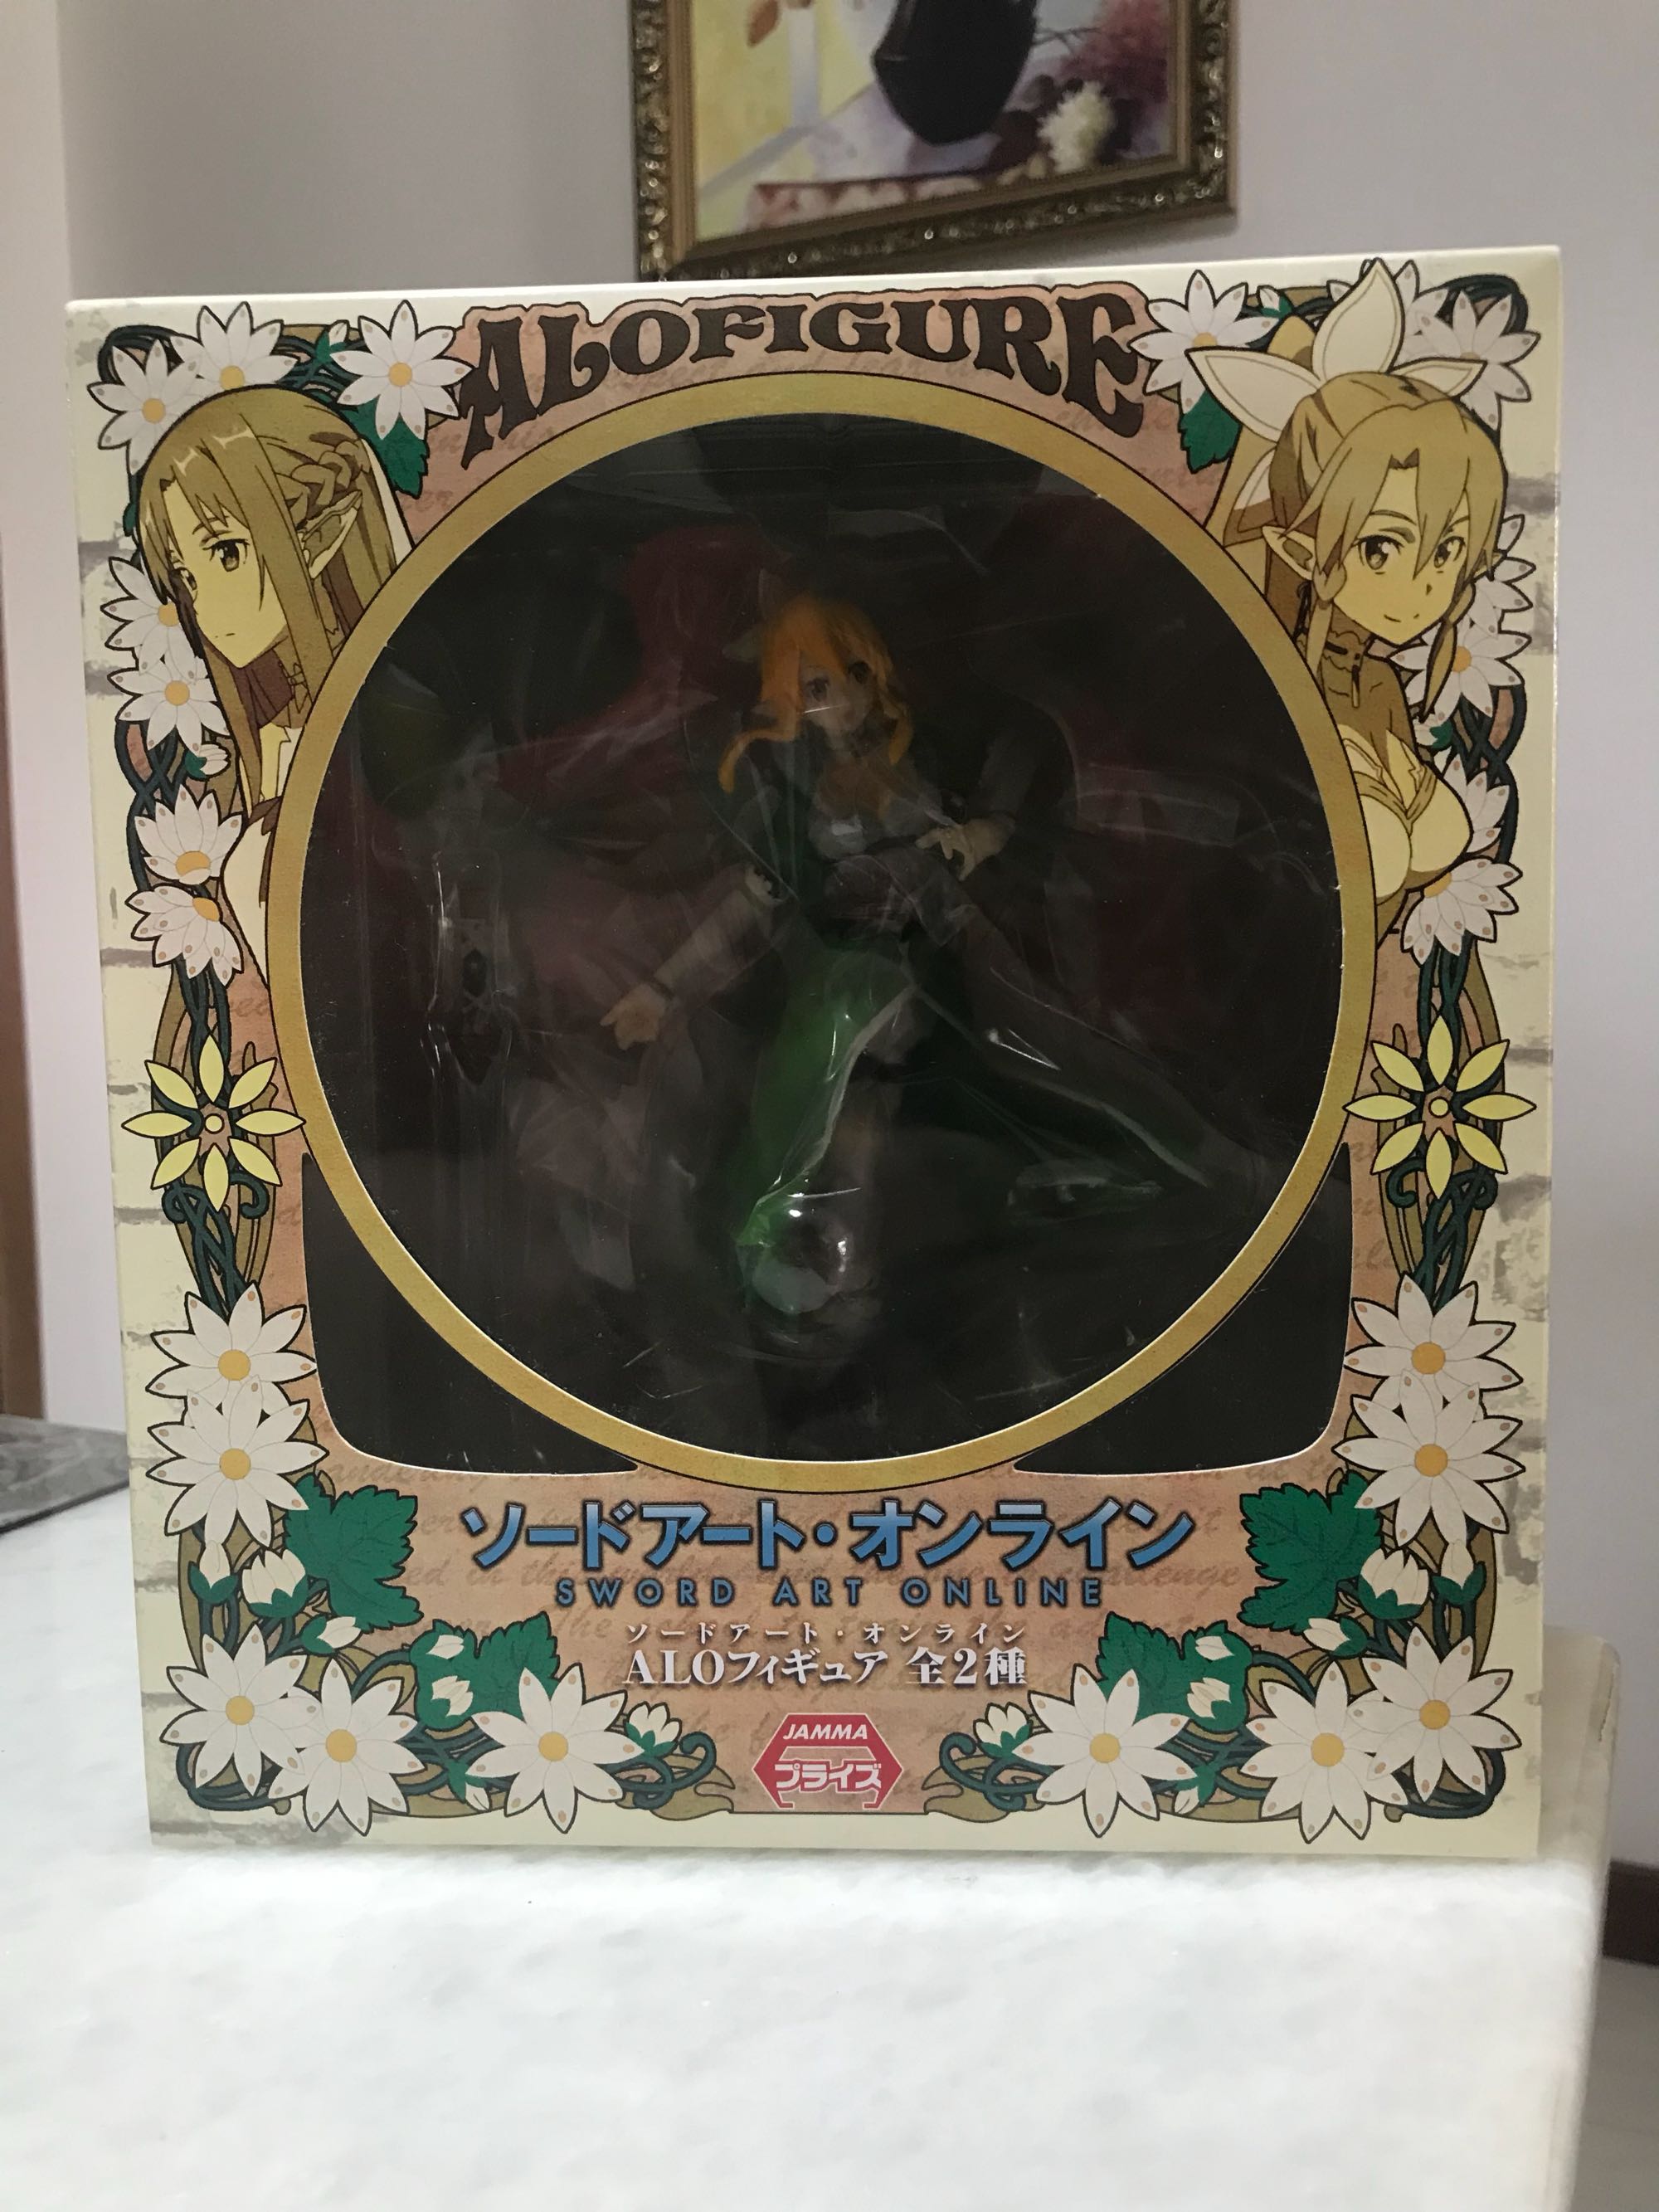 ALOFIGURE
ソードアート・オンライン
SWORD ART ONLINE
ソードアート・オンライン
ALOフィギュア 全2種
JAMMA
プライズ